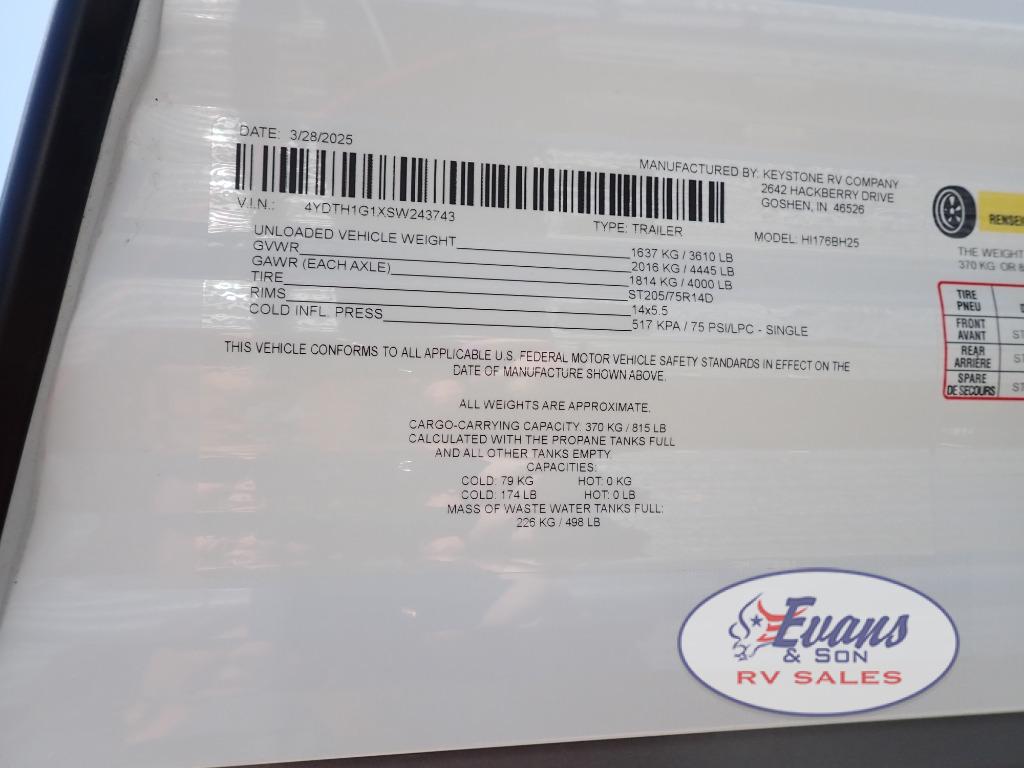 DATE: 3/28/2025
MANUFACTURED BY: KEYSTONE RV COMPANY
2642 HACKBERRY DRIVE
GOSHEN, IN 46526
V.I.N.: 4YDTH1G1XSW243743
TYPE: TRAILER
MODEL: HI176BH25
UNLOADED VEHICLE WEIGHT 1637 KG / 3610 LB
GVWR 2016 KG / 4445 LB
GAWR (EACH AXLE) 1814 KG / 4000 LB
TIRE ST205/75R14D
RIMS 14x5.5
COLD INFL. PRESS 517 KPA / 75 PSI/LPC - SINGLE
THIS VEHICLE CONFORMS TO ALL APPLICABLE U.S. FEDERAL MOTOR VEHICLE SAFETY STANDARDS IN EFFECT ON THE
DATE OF MANUFACTURE SHOWN ABOVE.
ALL WEIGHTS ARE APPROXIMATE.
CARGO-CARRYING CAPACITY: 370 KG / 815 LB
CALCULATED WITH THE PROPANE TANKS FULL
AND ALL OTHER TANKS EMPTY
CAPACITIES:
COLD: 79 KG HOT: 0 KG
COLD: 174 LB HOT: 0 LB
MASS OF WASTE WATER TANKS FULL:
226 KG / 498 LB
THE WEIGHT
370 KG OR
TIRE
PNEU
FRONT
AVANT
REAR
ARRIÈRE
SPARE
DE SECOURS
Evans
& SON
RV SALES